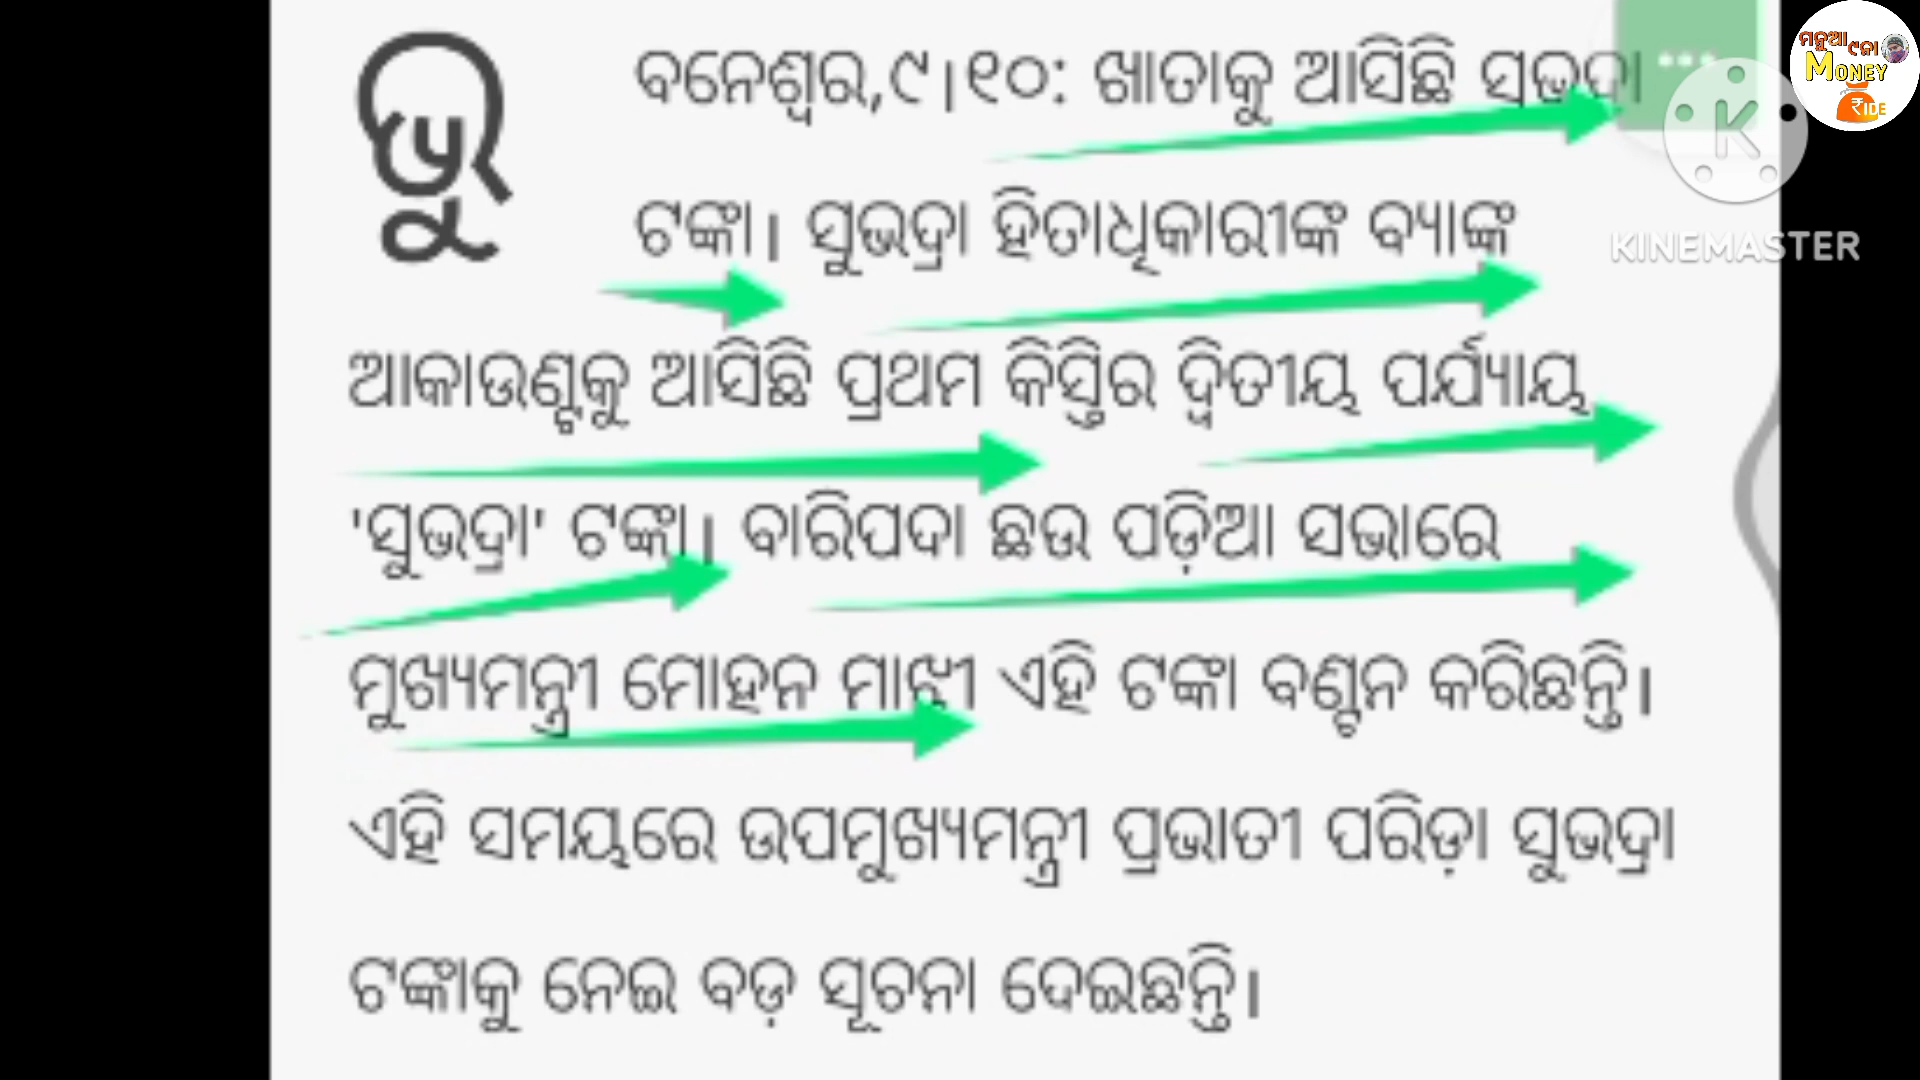 ଭୁବନେଶ୍ୱର,୯।୧୦: ଖାତାକୁ ଆସିଛି ସୁଭଦ୍ରା
ଟଙ୍କା। ସୁଭଦ୍ରା ହିତାଧିକାରୀଙ୍କ ବ୍ୟାଙ୍କ
ଆକାଉଣ୍ଟକୁ ଆସିଛି ପ୍ରଥମ କିସ୍ତିର ଦ୍ୱିତୀୟ ପର୍ଯ୍ୟାୟ
'ସୁଭଦ୍ରା' ଟଙ୍କା। ବାରିପଦା ଛଉ ପଡ଼ିଆ ସଭାରେ
ମୁଖ୍ୟମନ୍ତ୍ରୀ ମୋହନ ମାଝୀ ଏହି ଟଙ୍କା ବଣ୍ଟନ କରିଛନ୍ତି।
ଏହି ସମୟରେ ଉପମୁଖ୍ୟମନ୍ତ୍ରୀ ପ୍ରଭାତୀ ପରିଡ଼ା ସୁଭଦ୍ରା
ଟଙ୍କାକୁ ନେଇ ବଡ଼ ସୂଚନା ଦେଇଛନ୍ତି।
K
KINEMASTER
MONEY
₹IDE